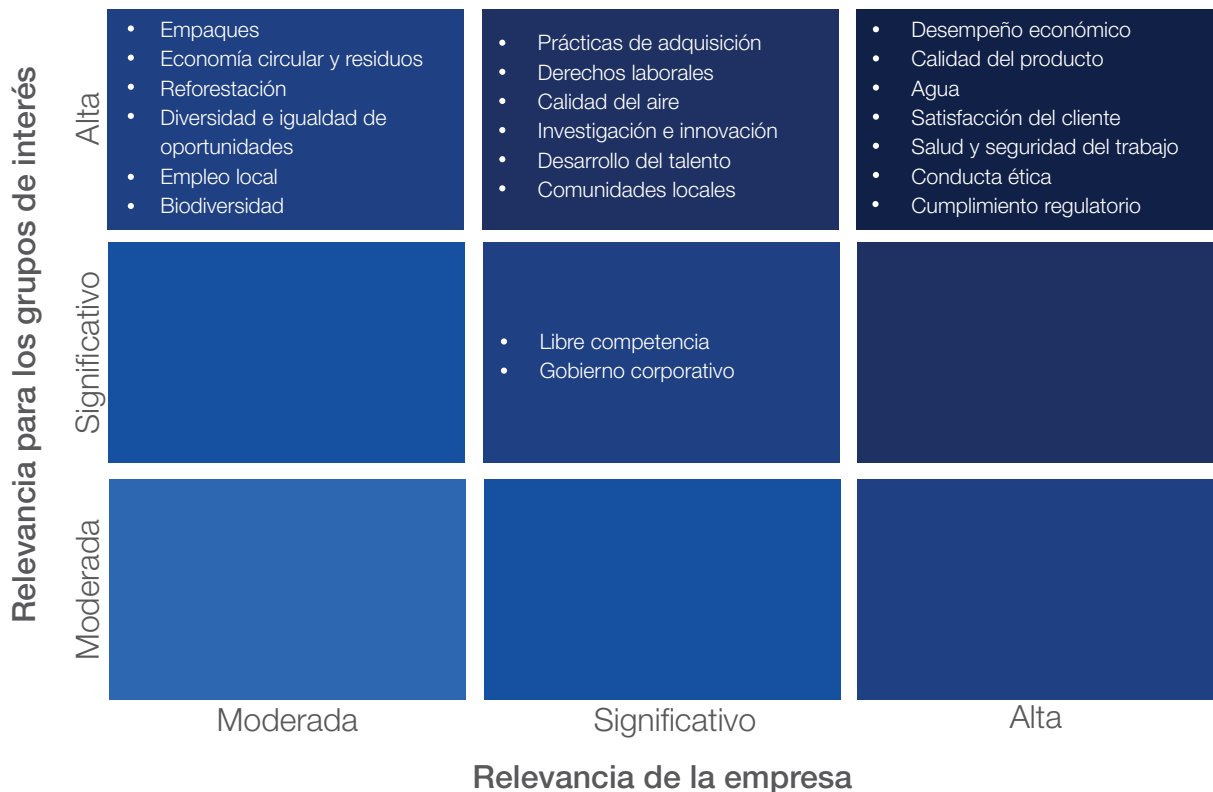 Relevancia para los grupos de interés
Alta
Empaques
Economía circular y residuos
Reforestación
Diversidad e igualdad de
oportunidades
Empleo local
Biodiversidad
Prácticas de adquisición
Derechos laborales
Calidad del aire
Investigación e innovación
Desarrollo del talento
Comunidades locales
Desempeño económico
Calidad del producto
Agua
Satisfacción del cliente
Salud y seguridad del trabajo
Conducta ética
Cumplimiento regulatorio
Significativo
Libre competencia
Gobierno corporativo
Moderada
Moderada
Significativo
Alta
Relevancia de la empresa